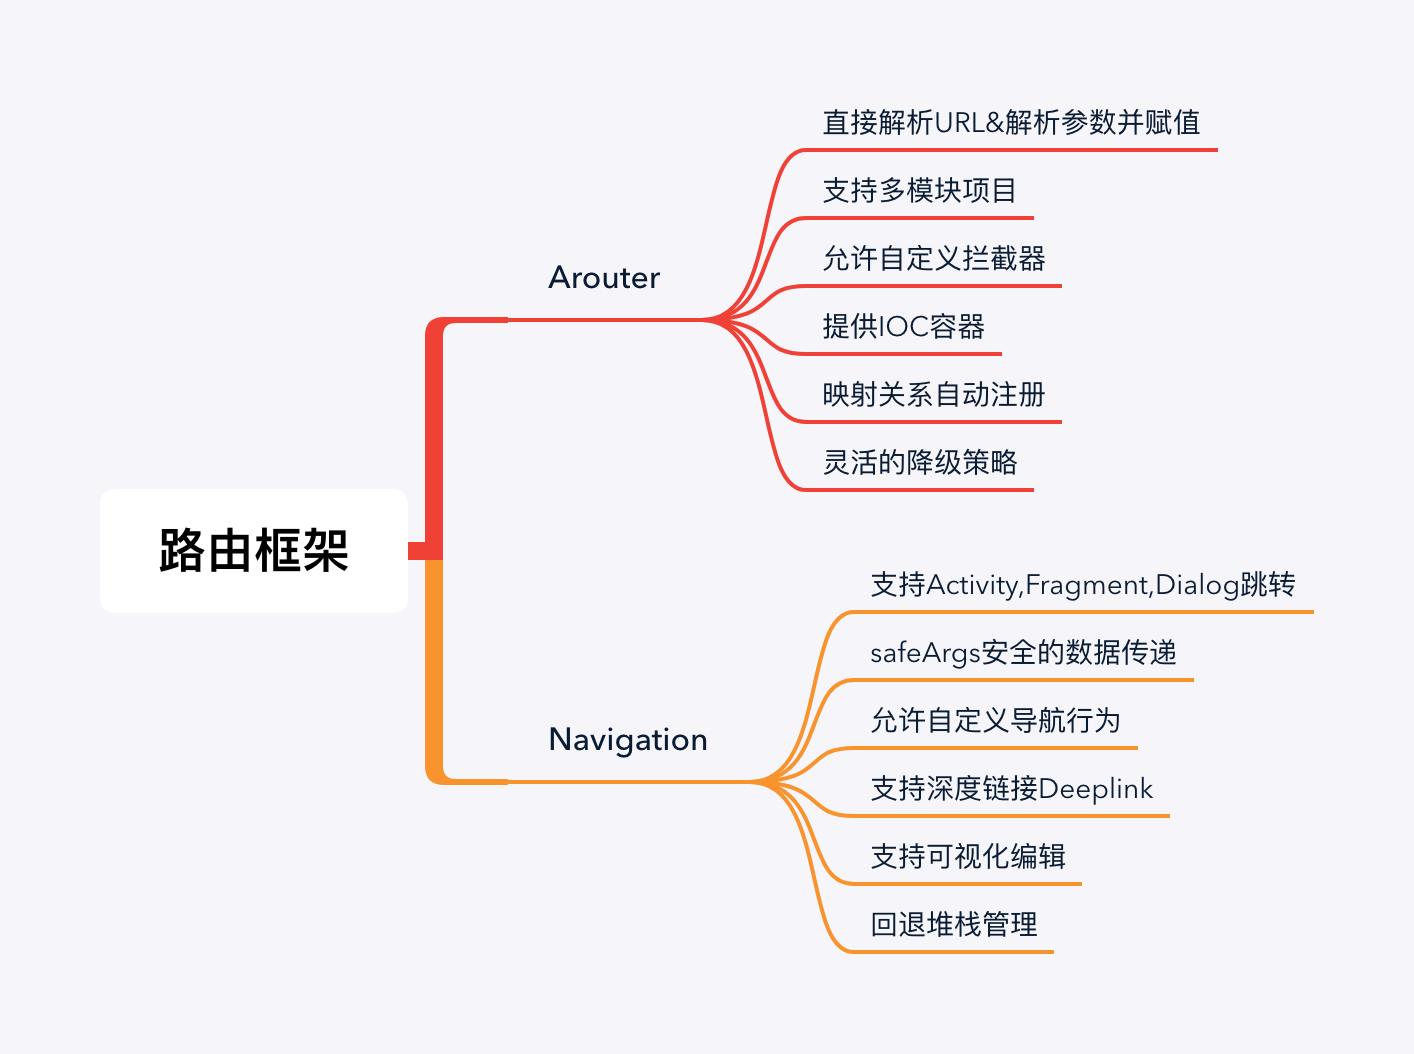 路由框架
Arouter
直接解析URL&解析参数并赋值
支持多模块项目
允许自定义拦截器
提供IOC容器
映射关系自动注册
灵活的降级策略
Navigation
支持Activity,Fragment,Dialog跳转
safeArgs安全的数据传递
允许自定义导航行为
支持深度链接Deeplink
支持可视化编辑
回退堆栈管理